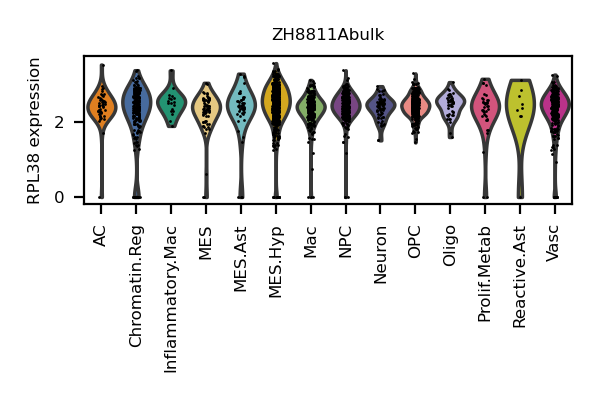 ZH8811Abulk
RPL38 expression
2
0
AC
Chromatin.Reg
Inflammatory.Mac
MES
MES.Ast
MES.Hyp
Mac
NPC
Neuron
OPC
Oligo
Prolif.Metab
Reactive.Ast
Vasc